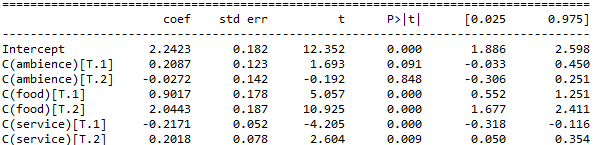 coef std err t P>|t| [0.025 0.975]
Intercept 2.2423 0.182 12.352 0.000 1.886 2.598
C(ambience)[T.1] 0.2087 0.123 1.693 0.091 -0.033 0.450
C(ambience)[T.2] -0.0272 0.142 -0.192 0.848 -0.306 0.251
C(food)[T.1] 0.9017 0.178 5.057 0.000 0.552 1.251
C(food)[T.2] 2.0443 0.187 10.925 0.000 1.677 2.411
C(service)[T.1] -0.2171 0.052 -4.205 0.000 -0.318 -0.116
C(service)[T.2] 0.2018 0.078 2.604 0.009 0.050 0.354